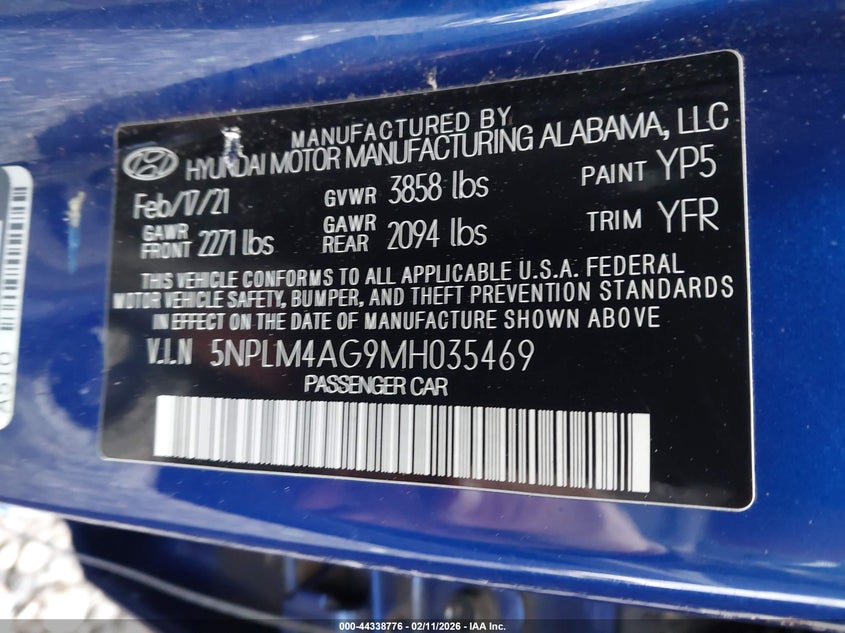 MANUFACTURED BY
HYUNDAI MOTOR MANUFACTURING ALABAMA, LLC
Feb/17/21 GVWR 3858 lbs PAINT YP5
GAWR FRONT 2271 lbs GAWR REAR 2094 lbs TRIM YFR
THIS VEHICLE CONFORMS TO ALL APPLICABLE U.S.A. FEDERAL
MOTOR VEHICLE SAFETY, BUMPER, AND THEFT PREVENTION STANDARDS
IN EFFECT ON THE DATE OF MANUFACTURE SHOWN ABOVE
V.I.N 5NPLM4AG9MH035469
PASSENGER CAR
000-44338776 - 02/11/2026 - IAA Inc.